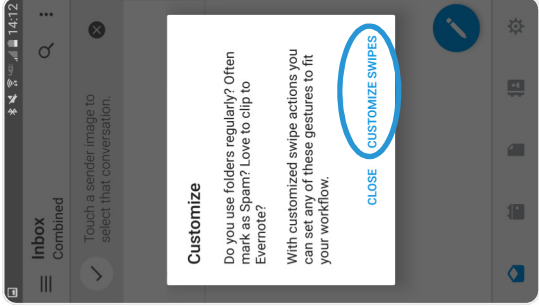 14:12
Inbox
Combined
Touch a sender image to
select that conversation.
Customize
Do you use folders regularly? Often
mark as Spam? Love to clip to
Evernote?
With customized swipe actions you
can set any of these gestures to fit
your workflow.
CLOSE CUSTOMIZE SWIPES